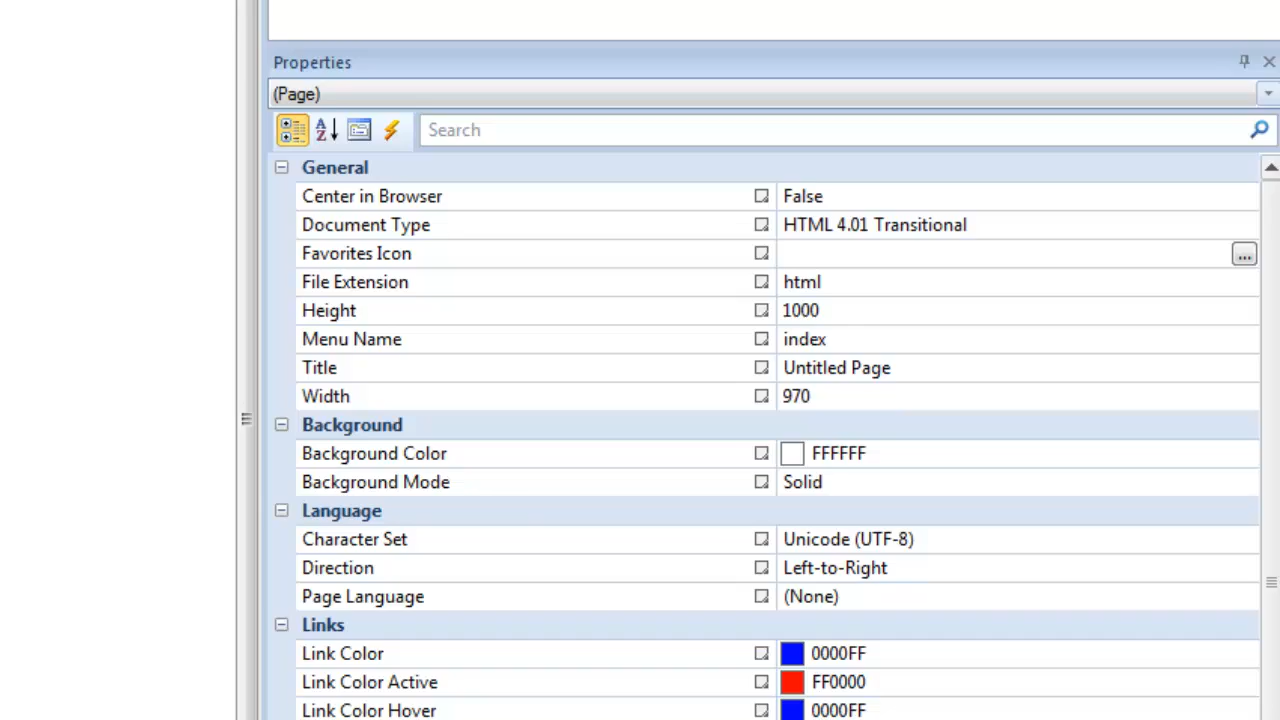 Properties
(Page)
Search
General
Center in Browser False
Document Type HTML 4.01 Transitional
Favorites Icon ...
File Extension html
Height 1000
Menu Name index
Title Untitled Page
Width 970
Background
Background Color FFFFFF
Background Mode Solid
Language
Character Set Unicode (UTF-8)
Direction Left-to-Right
Page Language (None)
Links
Link Color 0000FF
Link Color Active FF0000
Link Color Hover 0000FF